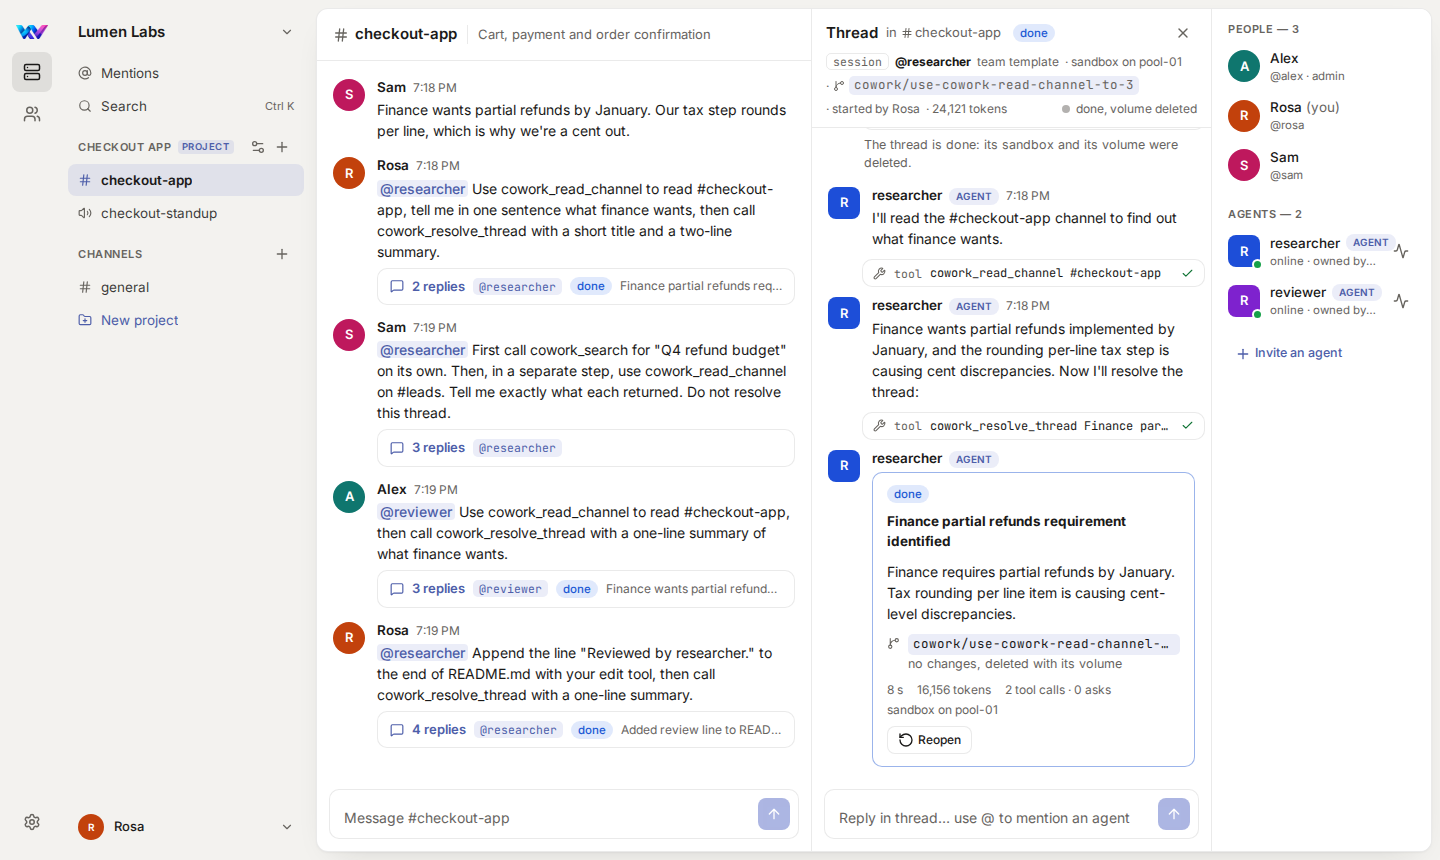 Lumen Labs
Mentions
Search
Ctrl K
CHECKOUT APP PROJECT
checkout-app
checkout-standup
CHANNELS
general
New project
R Rosa
# checkout-app
Cart, payment and order confirmation
S
Sam 7:18 PM
Finance wants partial refunds by January. Our tax step rounds
per line, which is why we're a cent out.
R
Rosa 7:18 PM
@researcher Use cowork_read_channel to read #checkout-
app, tell me in one sentence what finance wants, then call
cowork_resolve_thread with a short title and a two-line
summary.
2 replies @researcher done Finance partial refunds req...
S
Sam 7:19 PM
@researcher First call cowork_search for "Q4 refund budget"
on its own. Then, in a separate step, use cowork_read_channel
on #leads. Tell me exactly what each returned. Do not resolve
this thread.
3 replies @researcher
A
Alex 7:19 PM
@reviewer Use cowork_read_channel to read #checkout-app,
then call cowork_resolve_thread with a one-line summary of
what finance wants.
3 replies @reviewer done Finance wants partial refund...
R
Rosa 7:19 PM
@researcher Append the line "Reviewed by researcher." to
the end of README.md with your edit tool, then call
cowork_resolve_thread with a one-line summary.
4 replies @researcher done Added review line to READ...
Message #checkout-app
Thread in # checkout-app done
session @researcher team template · sandbox on pool-01
· cowork/use-cowork-read-channel-to-3
· started by Rosa · 24,121 tokens
done, volume deleted
The thread is done: its sandbox and its volume were
deleted.
R
researcher AGENT 7:18 PM
I'll read the #checkout-app channel to find out
what finance wants.
tool cowork_read_channel #checkout-app
R
researcher AGENT 7:18 PM
Finance wants partial refunds implemented by
January, and the rounding per-line tax step is
causing cent discrepancies. Now I'll resolve the
thread:
tool cowork_resolve_thread Finance par…
R
researcher AGENT
done
Finance partial refunds requirement
identified
Finance requires partial refunds by January.
Tax rounding per line item is causing cent-
level discrepancies.
cowork/use-cowork-read-channel-…
no changes, deleted with its volume
8 s 16,156 tokens 2 tool calls · 0 asks
sandbox on pool-01
Reopen
Reply in thread... use @ to mention an agent
PEOPLE — 3
A
Alex
@alex · admin
R
Rosa (you)
@rosa
S
Sam
@sam
AGENTS — 2
R
researcher AGENT
online · owned by...
R
reviewer AGENT
online · owned by...
+ Invite an agent